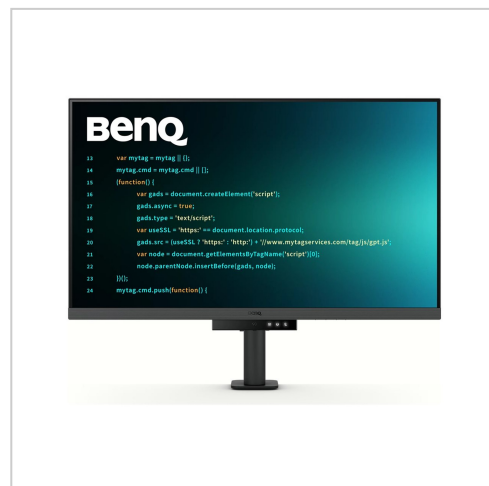 BenQ
13 var mytag = mytag || {};
14 mytag.cmd = mytag.cmd || [];
15 (function() {
16 var gads = document.createElement('script');
17 gads.async = true;
18 gads.type = 'text/script';
19 var useSSL = 'https:' == document.location.protocol;
20 gads.src = (useSSL ? 'https:' : 'http:') + '//www.mytagservices.com/tag/js/gpt.js';
21 var node = document.getElementsByTagName('script')[0];
22 node.parentNode.insertBefore(gads, node);
23 })();
24 mytag.cmd.push(function() {
BenQ